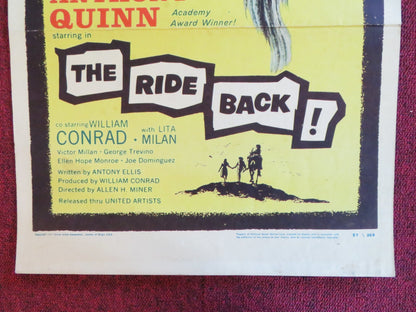 QUINN
Academy
Award Winner!
starring in
THE RIDE BACK!
co starring WILLIAM CONRAD • with LITA MILAN
Victor Millan • George Trevino
Ellen Hope Monroe • Joe Dominguez
Written by ANTONY ELLIS
Produced by WILLIAM CONRAD
Directed by ALLEN H. MINER
Released thru UNITED ARTISTS